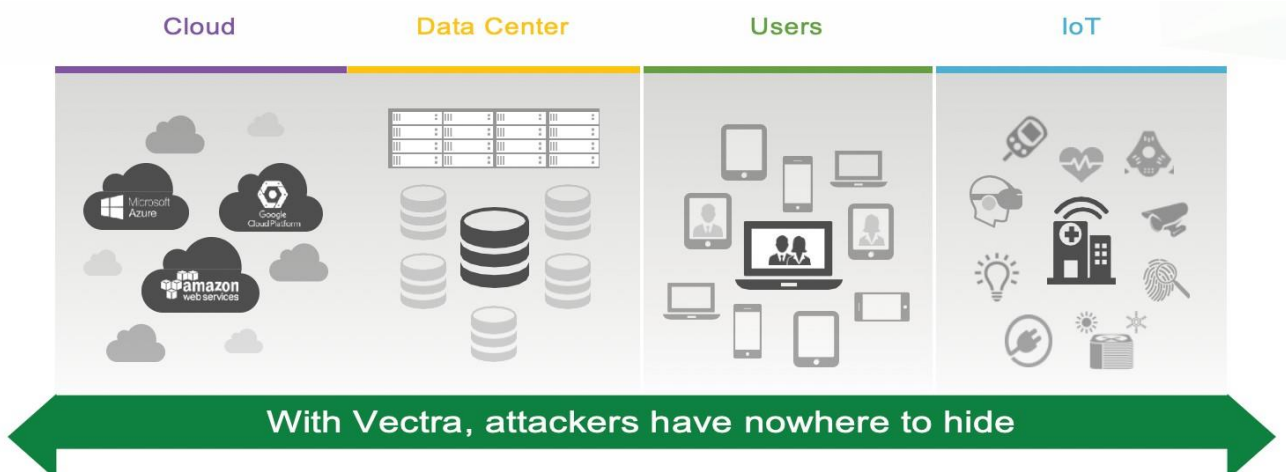 Cloud
Data Center
Users
IoT
Microsoft
Azure
Google
Cloud Platform
amazon
web services
With Vectra, attackers have nowhere to hide